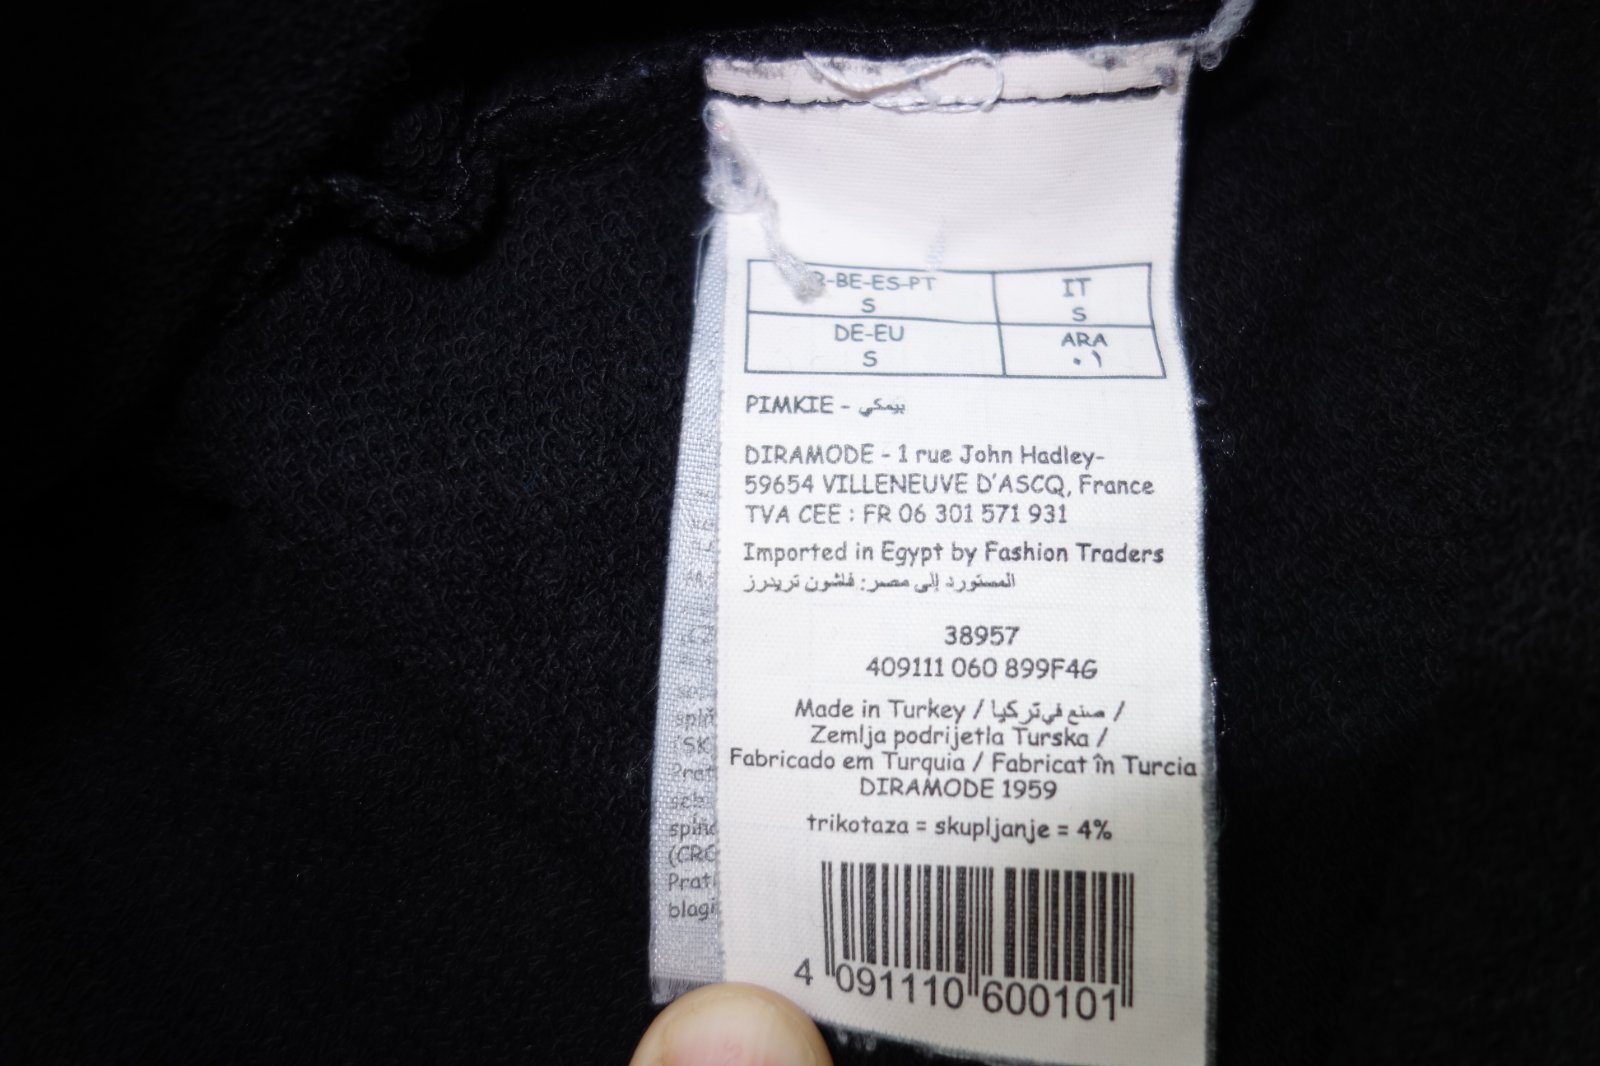 -BE-ES-PT
S
IT
S
DE-EU
S
ARA
٠١
PIMKIE - بيمكي
DIRAMODE - 1 rue John Hadley-
59654 VILLENEUVE D'ASCQ, France
TVA CEE : FR 06 301 571 931
Imported in Egypt by Fashion Traders
المستورد إلى مصر: فاشون تريدرز
38957
409111 060 899F4G
Made in Turkey / صنع في تركيا /
Zemlja podrijetla Turska /
Fabricado em Turquia / Fabricat în Turcia
DIRAMODE 1959
trikotaza = skupljanje = 4%
4 091110 600101